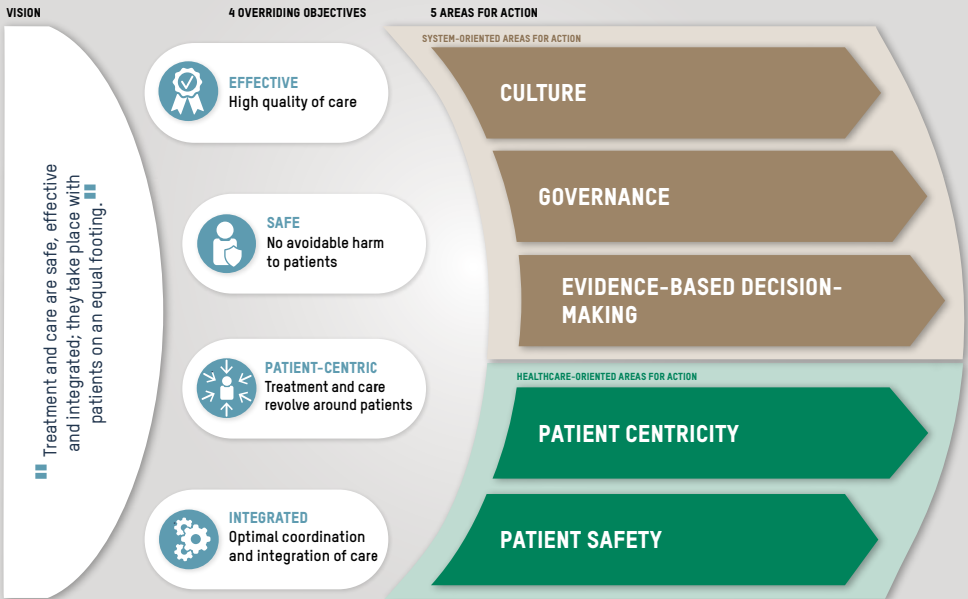 VISION
4 OVERRIDING OBJECTIVES
5 AREAS FOR ACTION
" Treatment and care are safe, effective
and integrated; they take place with
patients on an equal footing. "
EFFECTIVE
High quality of care
SAFE
No avoidable harm
to patients
PATIENT-CENTRIC
Treatment and care
revolve around patients
INTEGRATED
Optimal coordination
and integration of care
SYSTEM-ORIENTED AREAS FOR ACTION
CULTURE
GOVERNANCE
EVIDENCE-BASED DECISION-
MAKING
HEALTHCARE-ORIENTED AREAS FOR ACTION
PATIENT CENTRICITY
PATIENT SAFETY